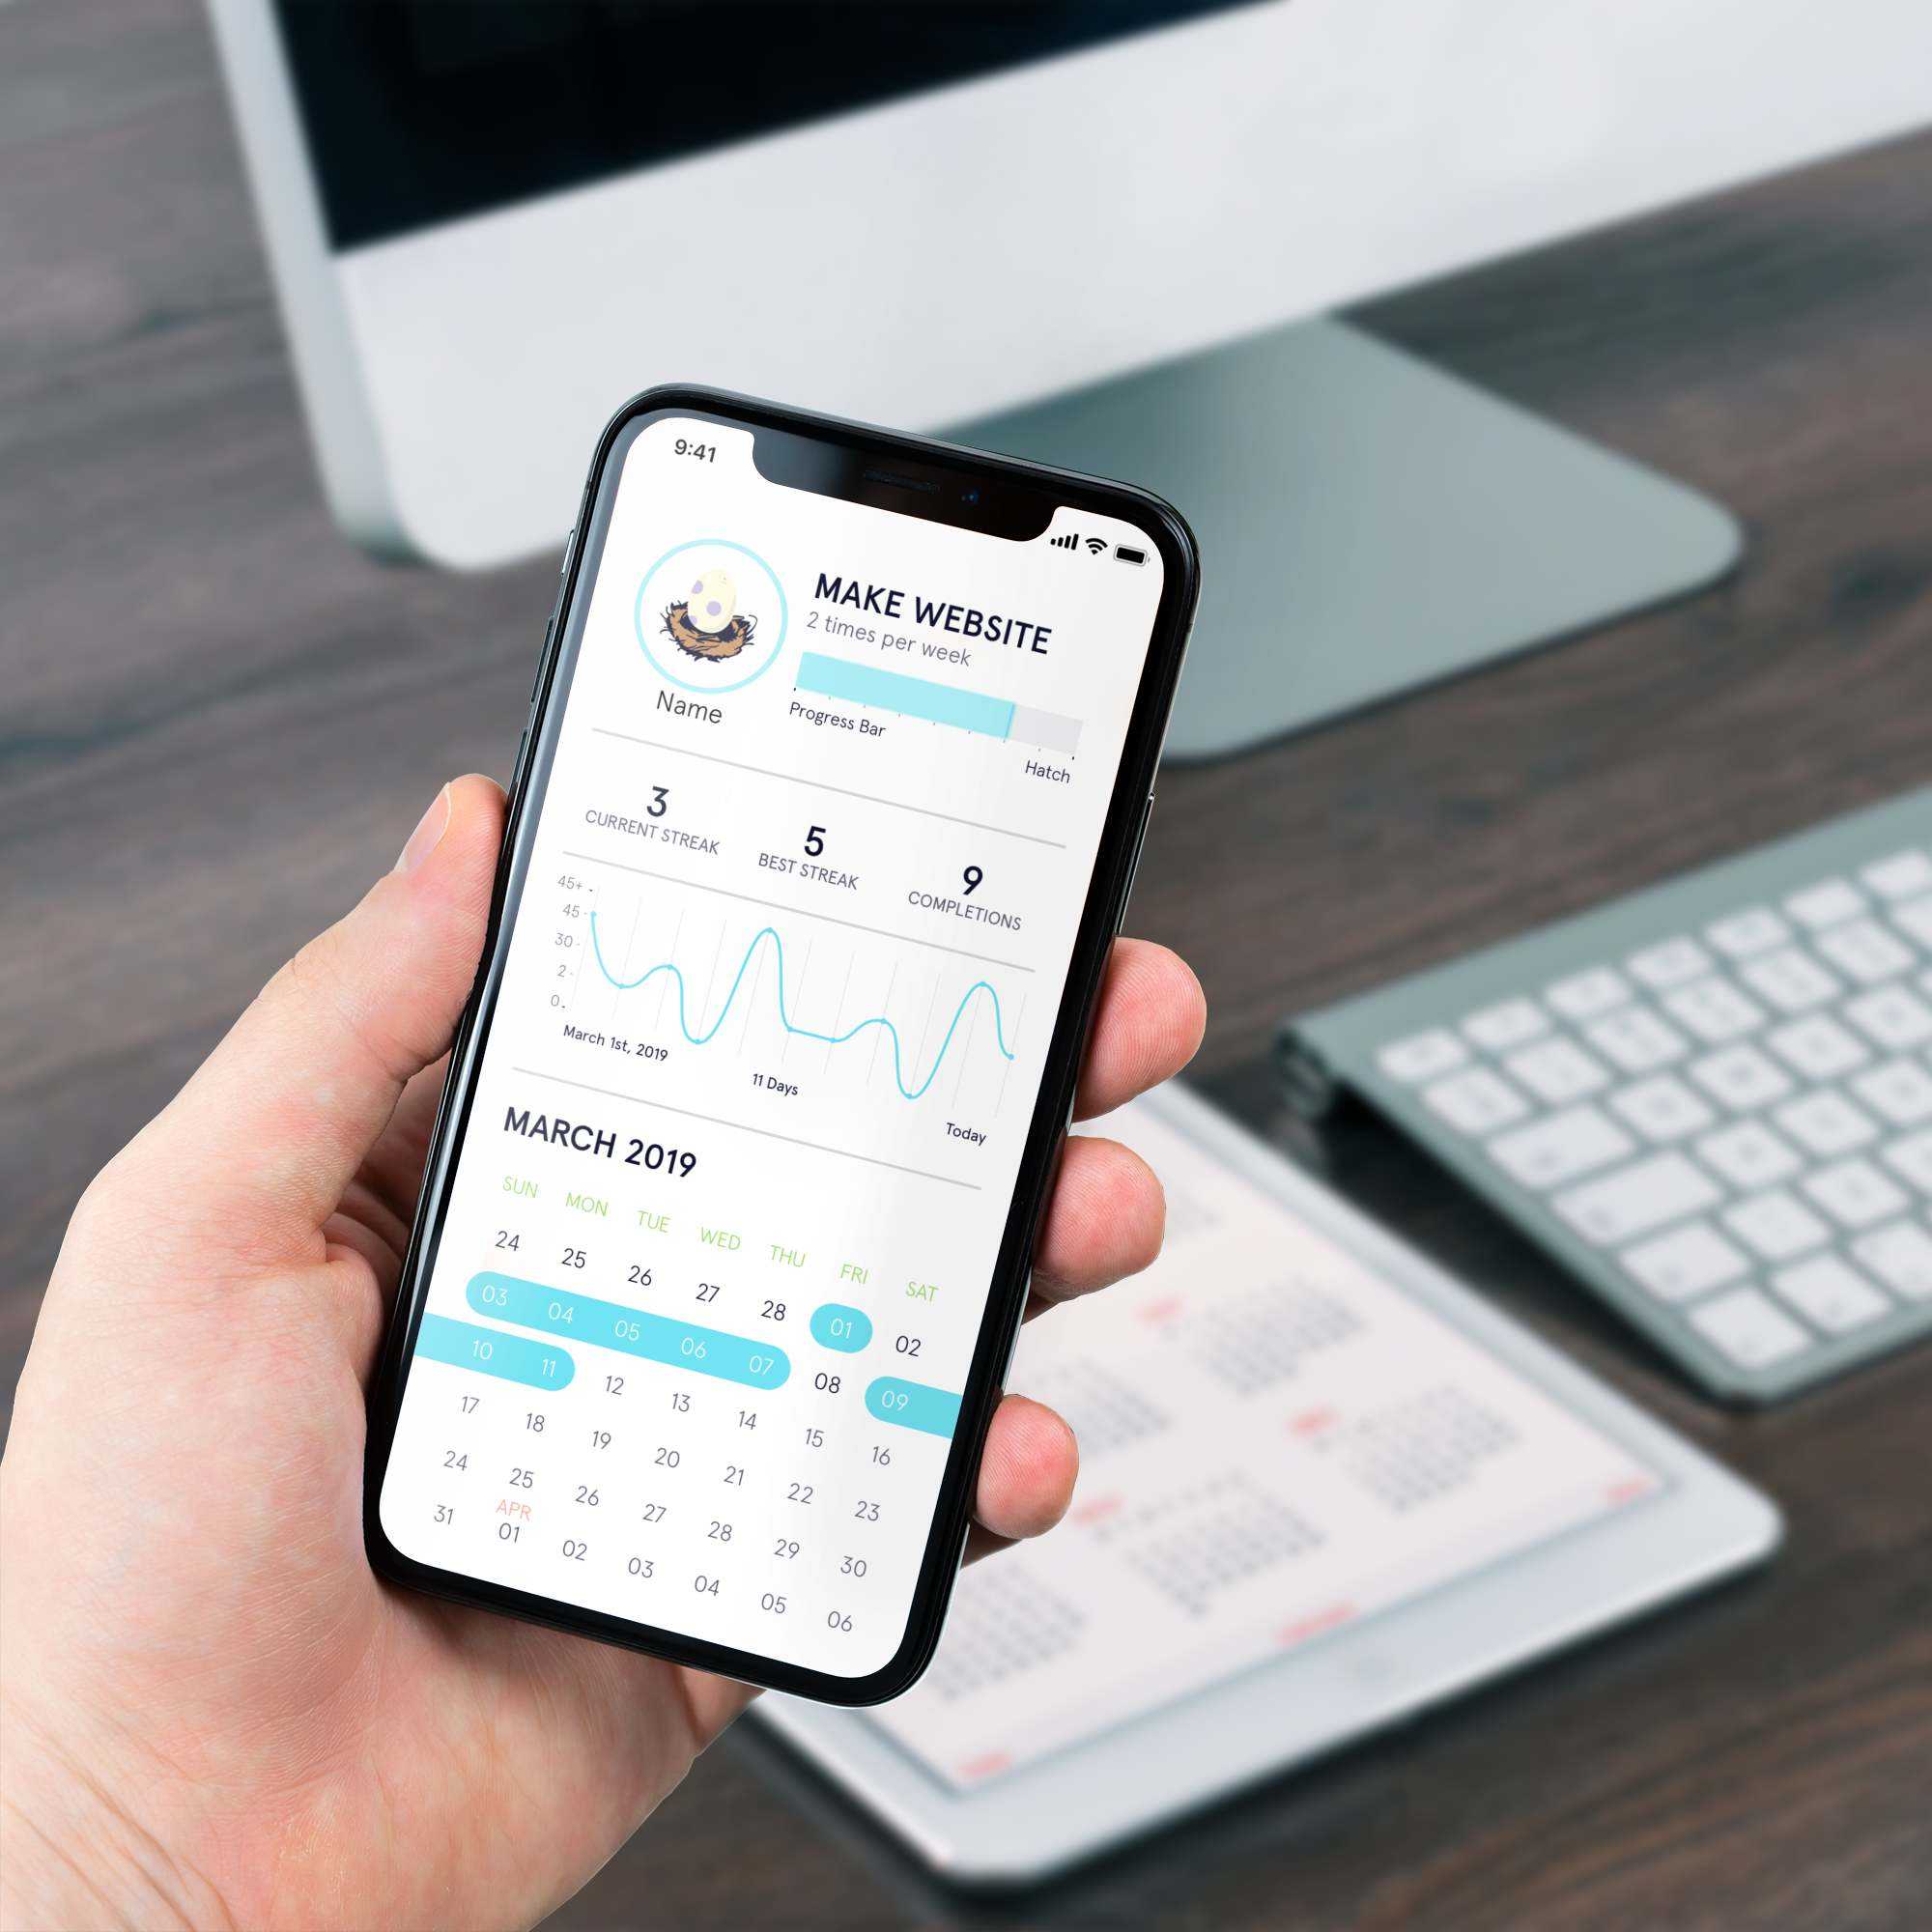 9:41
MAKE WEBSITE
2 times per week
Name
Progress Bar
Hatch
3
CURRENT STREAK
5
BEST STREAK
9
COMPLETIONS
45+
45
30
2
0
March 1st, 2019
11 Days
Today
MARCH 2019
SUN MON TUE WED THU FRI SAT
24 25 26 27 28 01 02
03 04 05 06 07 08 09
10 11 12 13 14 15 16
17 18 19 20 21 22 23
24 25 26 27 28 29 30
APR
31 01 02 03 04 05 06